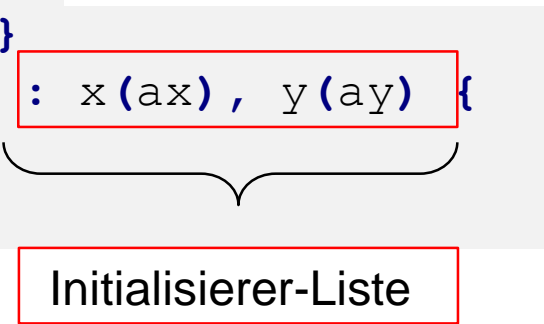 }
: x(ax), y(ay) {
Initialisierer-Liste